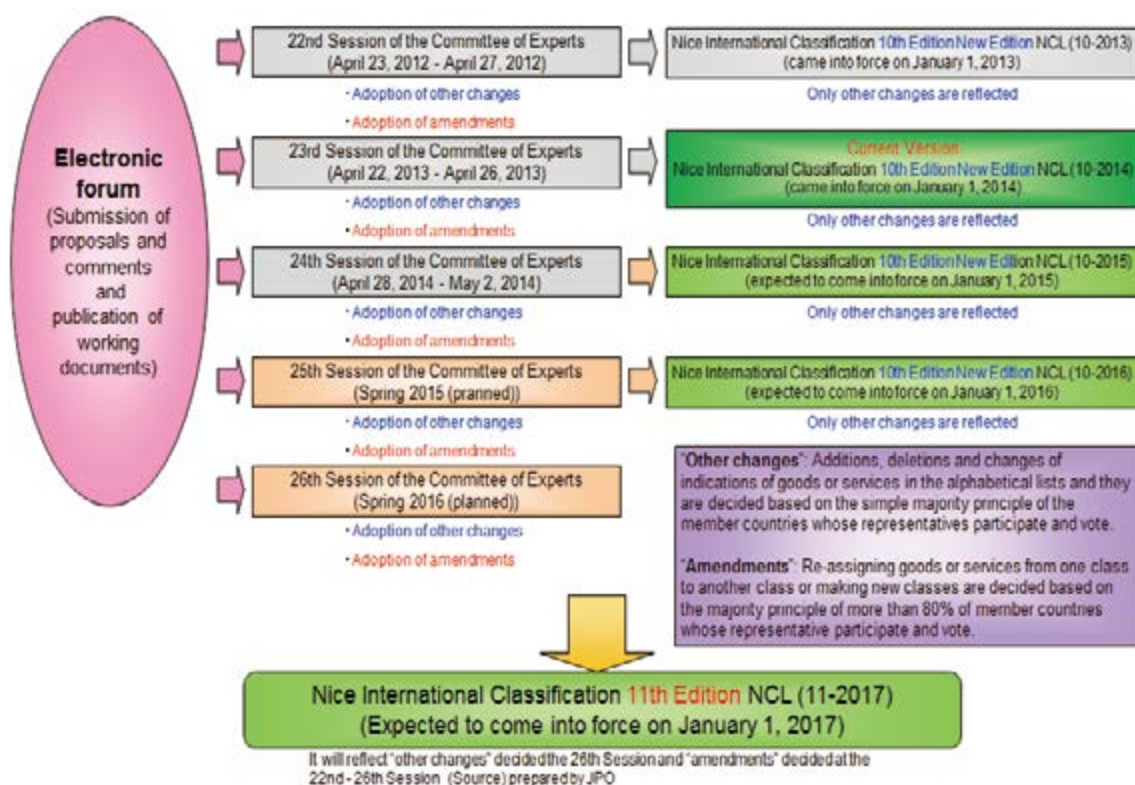 Electronic
forum
(Submission of
proposals and
comments
and
publication of
working
documents)
22nd Session of the Committee of Experts
(April 23, 2012 - April 27, 2012)
・Adoption of other changes
・Adoption of amendments
Nice International Classification 10th Edition New Edition NCL (10-2013)
(came into force on January 1, 2013)
Only other changes are reflected
23rd Session of the Committee of Experts
(April 22, 2013 - April 26, 2013)
・Adoption of other changes
・Adoption of amendments
Current Version
Nice International Classification 10th Edition New Edition NCL (10-2014)
(came into force on January 1, 2014)
Only other changes are reflected
24th Session of the Committee of Experts
(April 28, 2014 - May 2, 2014)
・Adoption of other changes
・Adoption of amendments
Nice International Classification 10th Edition New Edition NCL (10-2015)
(expected to come into force on January 1, 2015)
Only other changes are reflected
25th Session of the Committee of Experts
(Spring 2015 (pranned))
・Adoption of other changes
・Adoption of amendments
Nice International Classification 10th Edition New Edition NCL (10-2016)
(expected to come into force on January 1, 2016)
Only other changes are reflected
26th Session of the Committee of Experts
(Spring 2016 (planned))
・Adoption of other changes
・Adoption of amendments
"Other changes": Additions, deletions and changes of
indications of goods or services in the alphabetical lists and they
are decided based on the simple majority principle of the
member countries whose representatives participate and vote.
"Amendments": Re-assigning goods or services from one class
to another class or making new classes are decided based on
the majority principle of more than 80% of member countries
whose representative participate and vote.
Nice International Classification 11th Edition NCL (11-2017)
(Expected to come into force on January 1, 2017)
It will reflect "other changes" decided the 26th Session and "amendments" decided at the
22nd - 26th Session (Source) prepared by JPO